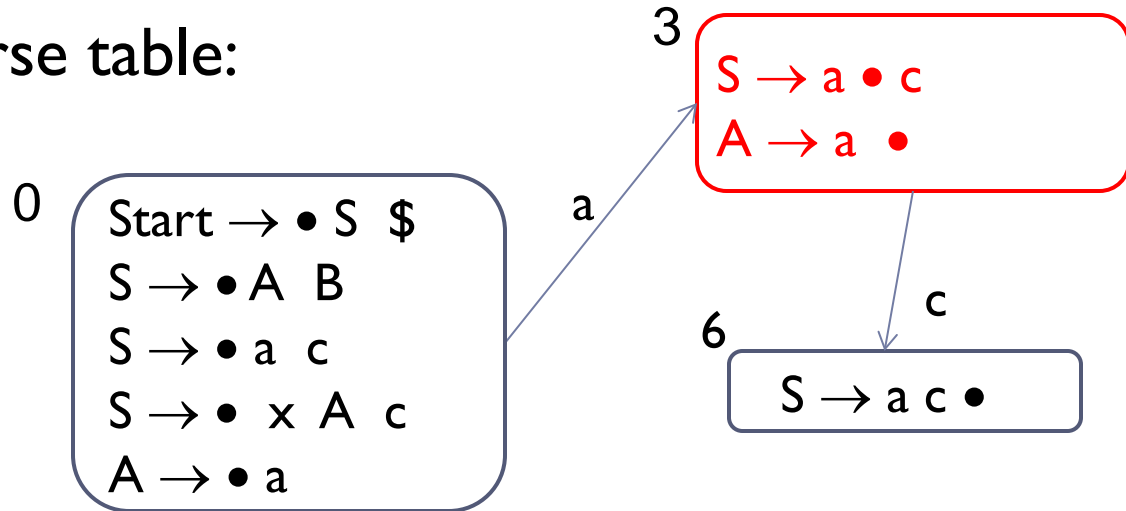 rse table:
3
S → a • c
A → a •
0
Start → • S $
S → • A B
S → • a c
S → • x A c
A → • a
a
c
6
S → a c •